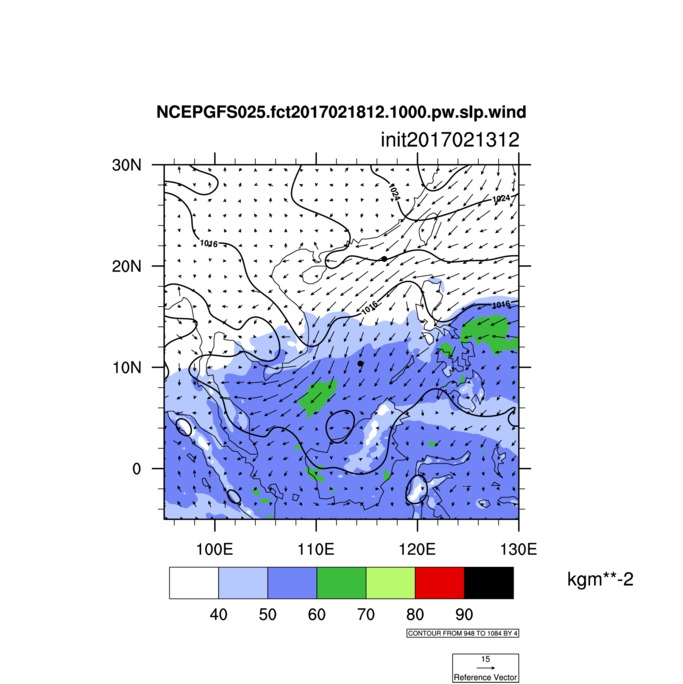 NCEPGFS025.fct2017021812.1000.pw.slp.wind
init2017021312
30N
20N
10N
0
100E
110E
120E
130E
1024
1024
1016
1016
1016
40
50
60
70
80
90
kgm**-2
CONTOUR FROM 948 TO 1084 BY 4
15
Reference Vector